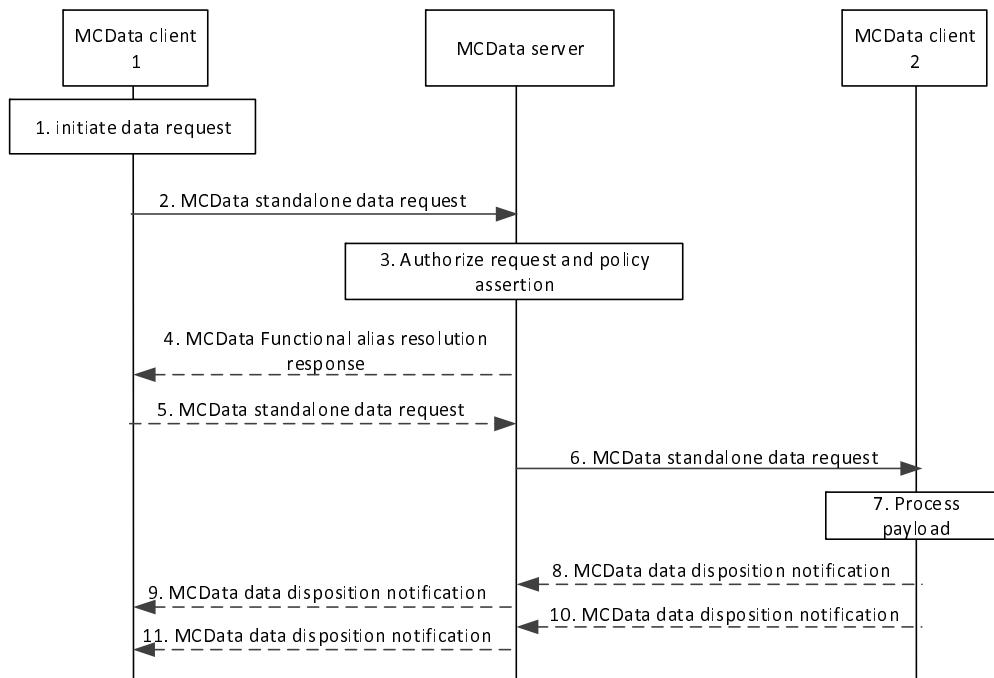 MCData client
1
MCData server
MCData client
2
1. initiate data request
2. MCData standalone data request
3. Authorize request and policy
assertion
4. MCData Functional alias resolution
response
5. MCData standalone data request
6. MCData standalone data request
7. Process
payload
8. MCData data disposition notification
9. MCData data disposition notification
10. MCData data disposition notification
11. MCData data disposition notification